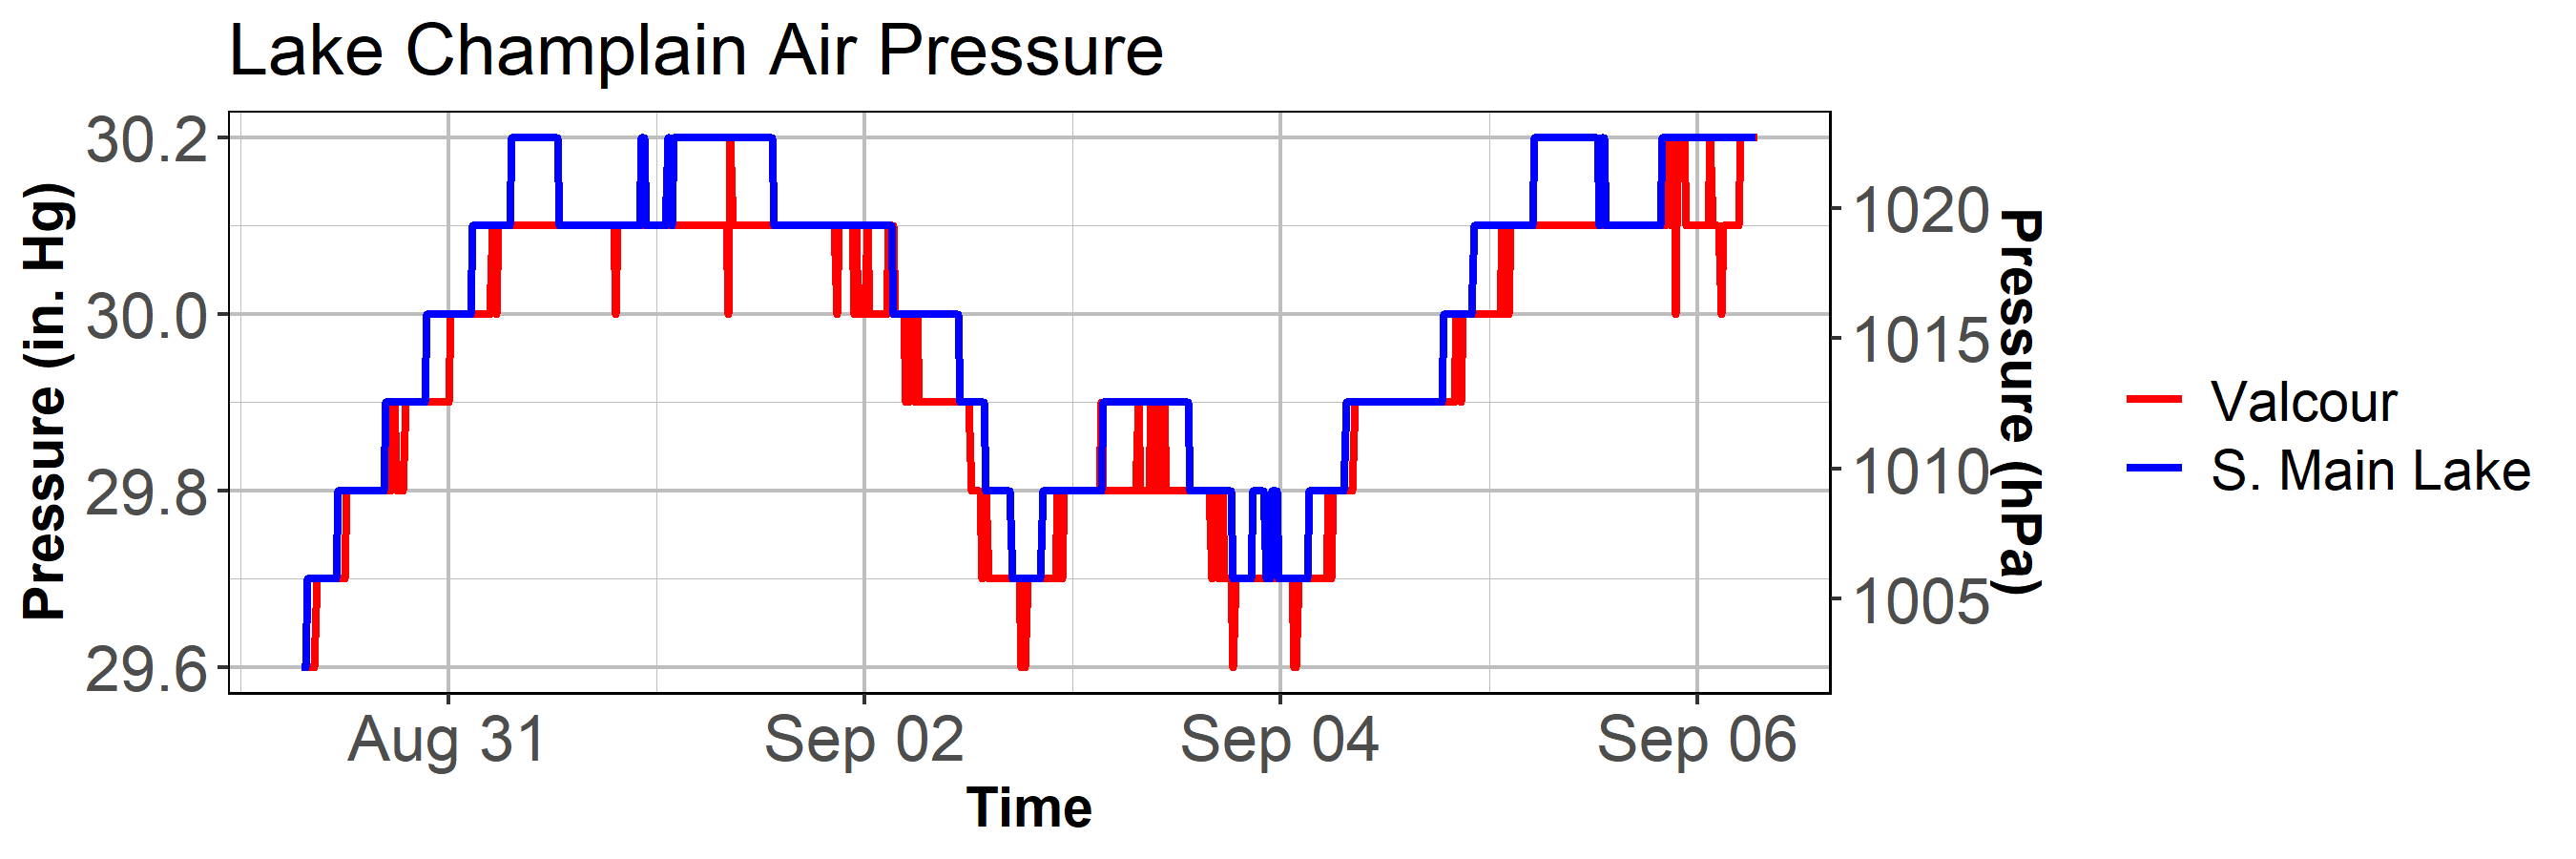 Lake Champlain Air Pressure
Pressure (in. Hg)
30.2
30.0
29.8
29.6
1020
1015
1010
1005
Pressure (hPa)
Aug 31
Sep 02
Sep 04
Sep 06
Time
Valcour
S. Main Lake